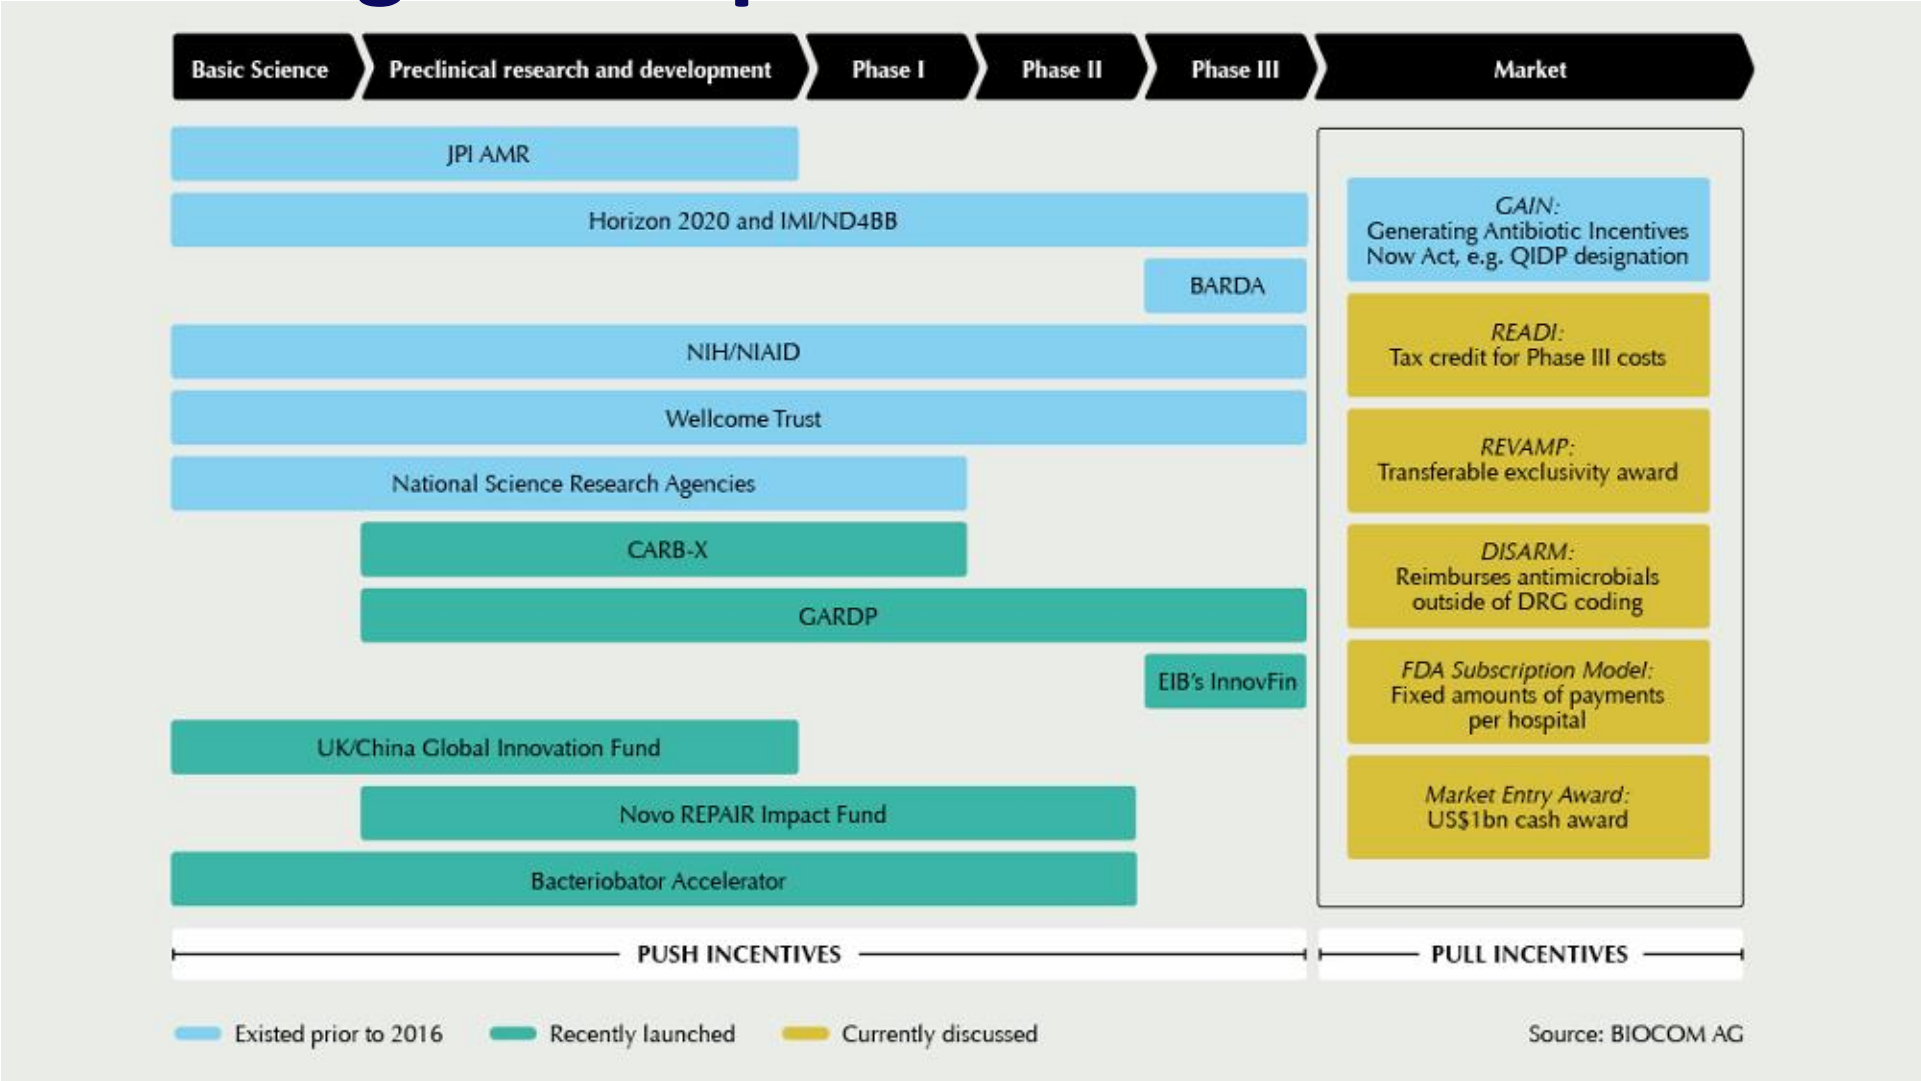 Basic Science
Preclinical research and development
Phase I
Phase II
Phase III
Market
JPI AMR
Horizon 2020 and IMI/ND4BB
BARDA
NIH/NIAID
Wellcome Trust
National Science Research Agencies
CARB-X
GARDP
EIB's InnovFin
UK/China Global Innovation Fund
Novo REPAIR Impact Fund
Bacteriobator Accelerator
GAIN:
Generating Antibiotic Incentives
Now Act, e.g. QIDP designation
READI:
Tax credit for Phase III costs
REVAMP:
Transferable exclusivity award
DISARM:
Reimburses antimicrobials
outside of DRG coding
FDA Subscription Model:
Fixed amounts of payments
per hospital
Market Entry Award:
US$1bn cash award
PUSH INCENTIVES
PULL INCENTIVES
Existed prior to 2016
Recently launched
Currently discussed
Source: BIOCOM AG